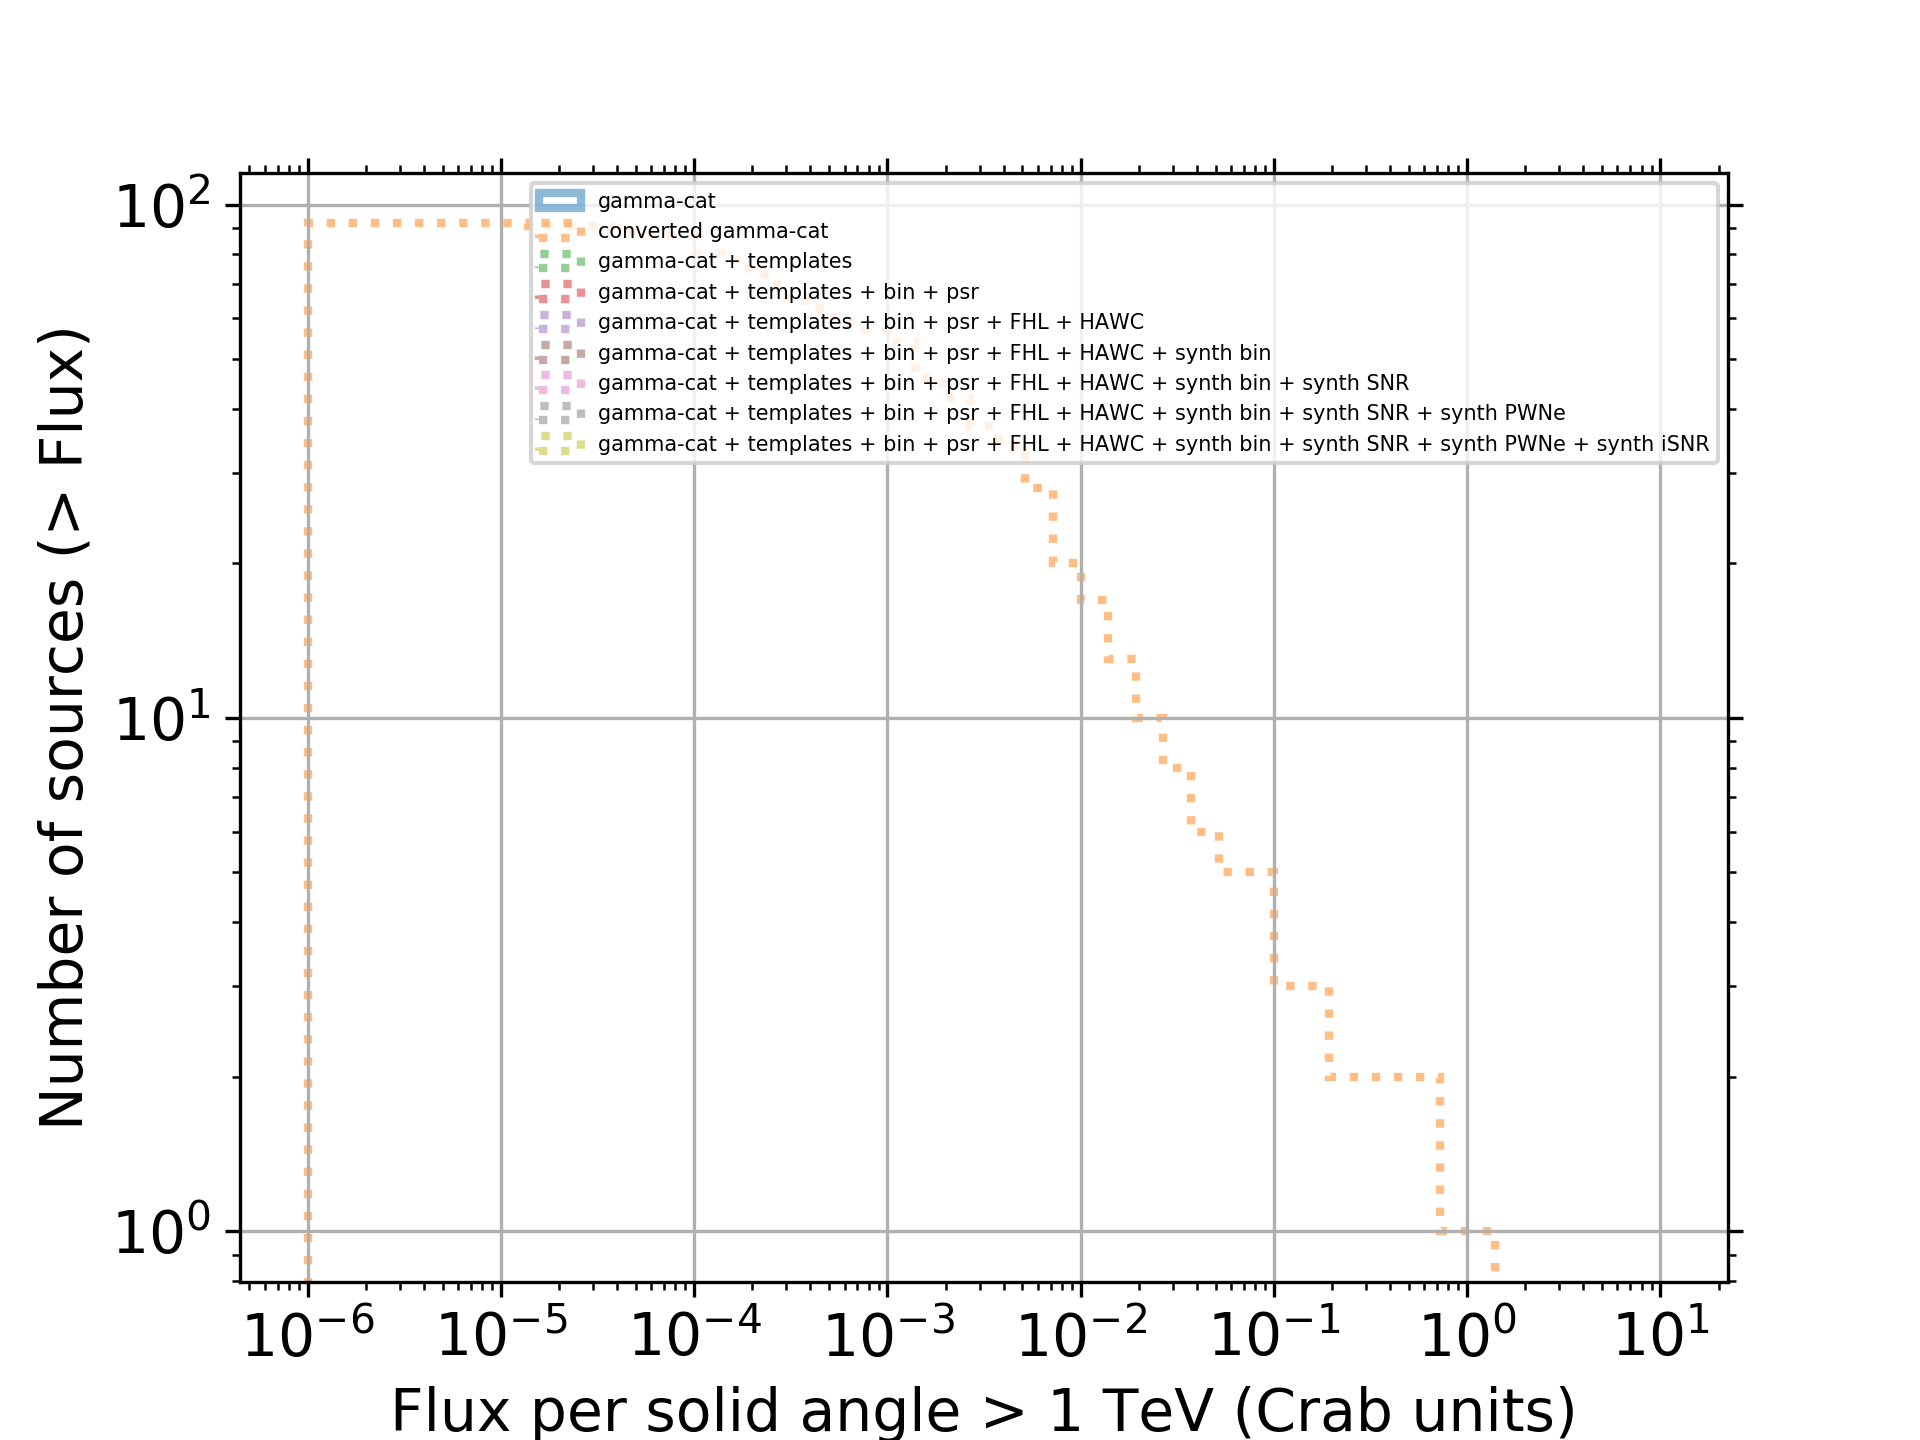 gamma-cat
converted gamma-cat
gamma-cat + templates
gamma-cat + templates + bin + psr
gamma-cat + templates + bin + psr + FHL + HAWC
gamma-cat + templates + bin + psr + FHL + HAWC + synth bin
gamma-cat + templates + bin + psr + FHL + HAWC + synth bin + synth SNR
gamma-cat + templates + bin + psr + FHL + HAWC + synth bin + synth SNR + synth PWNe
gamma-cat + templates + bin + psr + FHL + HAWC + synth bin + synth SNR + synth PWNe + synth iSNR
Number of sources (> Flux)
10²
10¹
10⁰
10⁻⁶ 10⁻⁵ 10⁻⁴ 10⁻³ 10⁻² 10⁻¹ 10⁰ 10¹
Flux per solid angle > 1 TeV (Crab units)